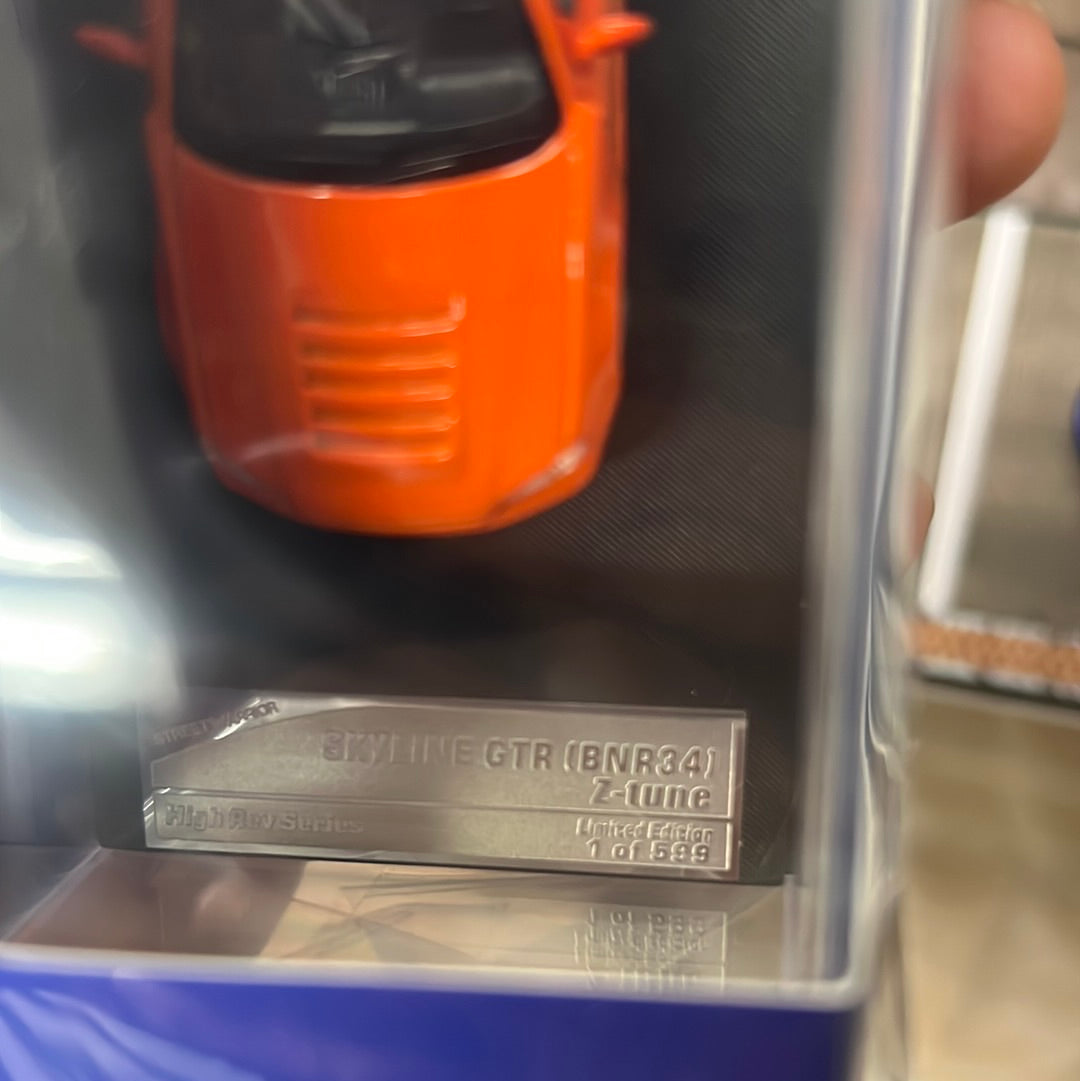 STREET WARRIOR
SKYLINE GTR (BNR34)
Z-tune
High Rev Series
Limited Edition
1 of 599